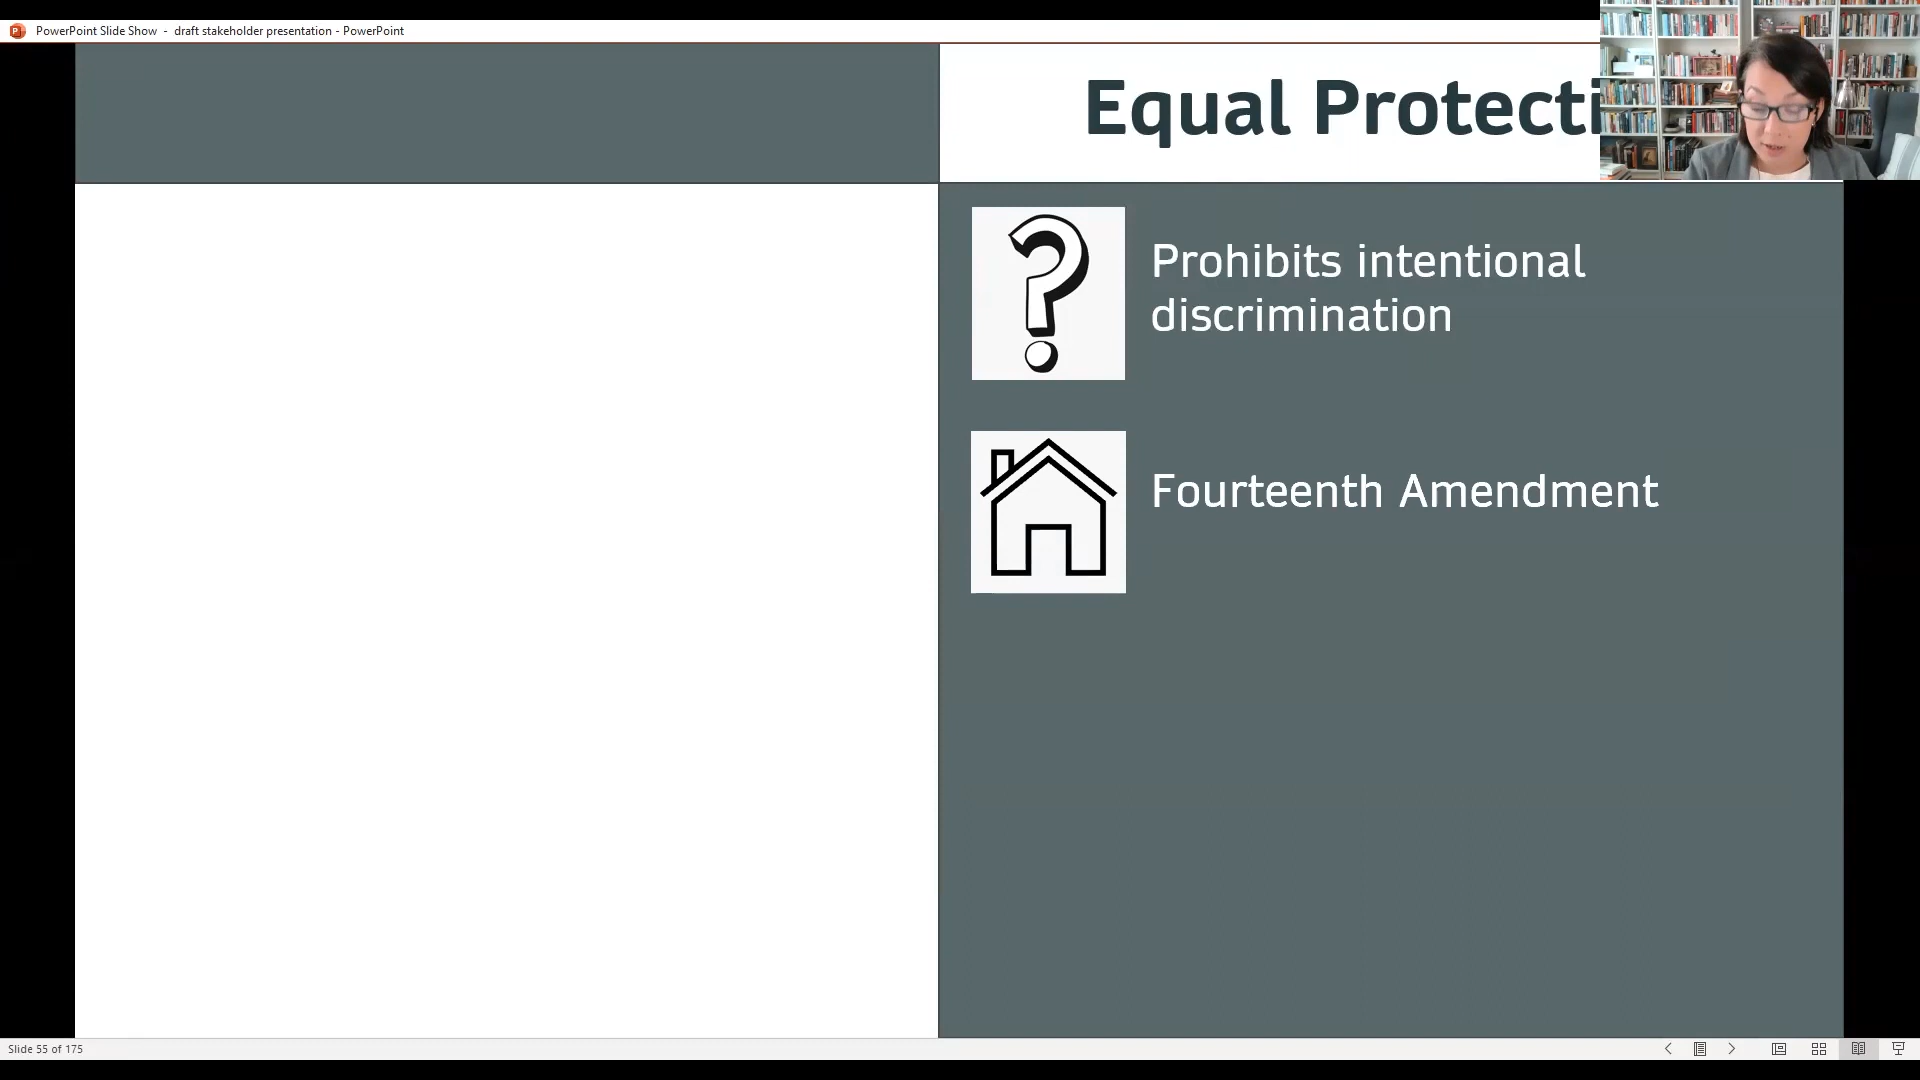 PowerPoint Slide Show - draft stakeholder presentation - PowerPoint
Equal Protecti
Prohibits intentional
discrimination
Fourteenth Amendment
Slide 55 of 175